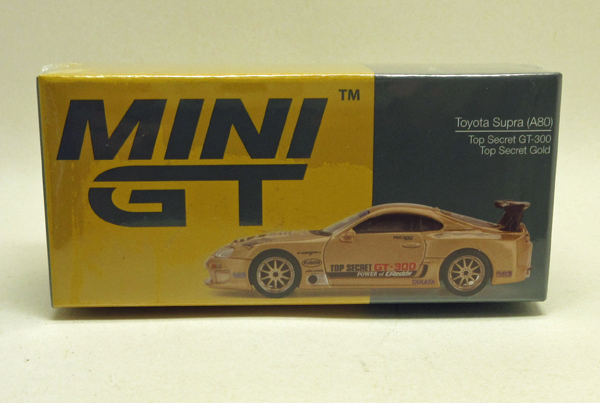 MINI
GT
TM
Toyota Supra (A80)
Top Secret GT-300
Top Secret Gold
TOP SECRET GT-300
POWER of GReddy
TAKATA